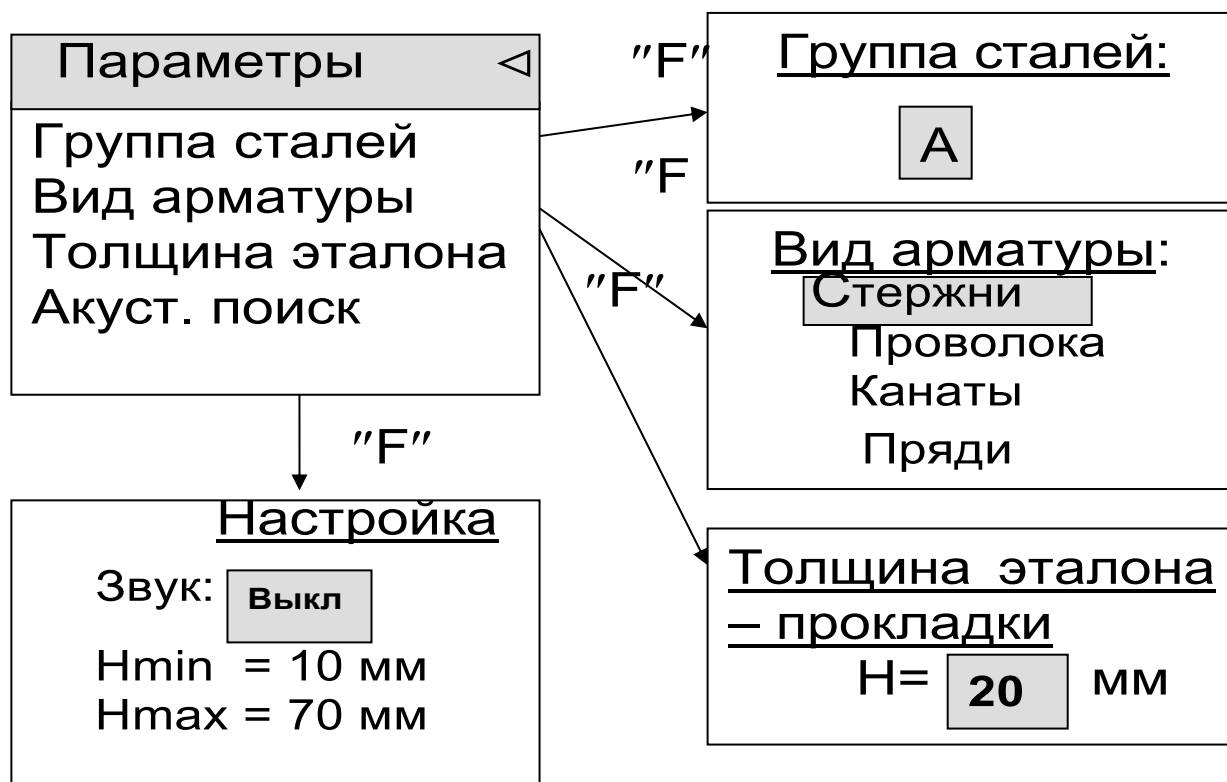 Параметры
Группа сталей
Вид арматуры
Толщина эталона
Акуст. поиск
″F″
Группа сталей:
А
″F
Вид арматуры:
Стержни
Проволока
Канаты
Пряди
″F″
Толщина эталона
– прокладки
H= 20 мм
″F″
Настройка
Звук: Выкл
Hmin = 10 мм
Hmax = 70 мм